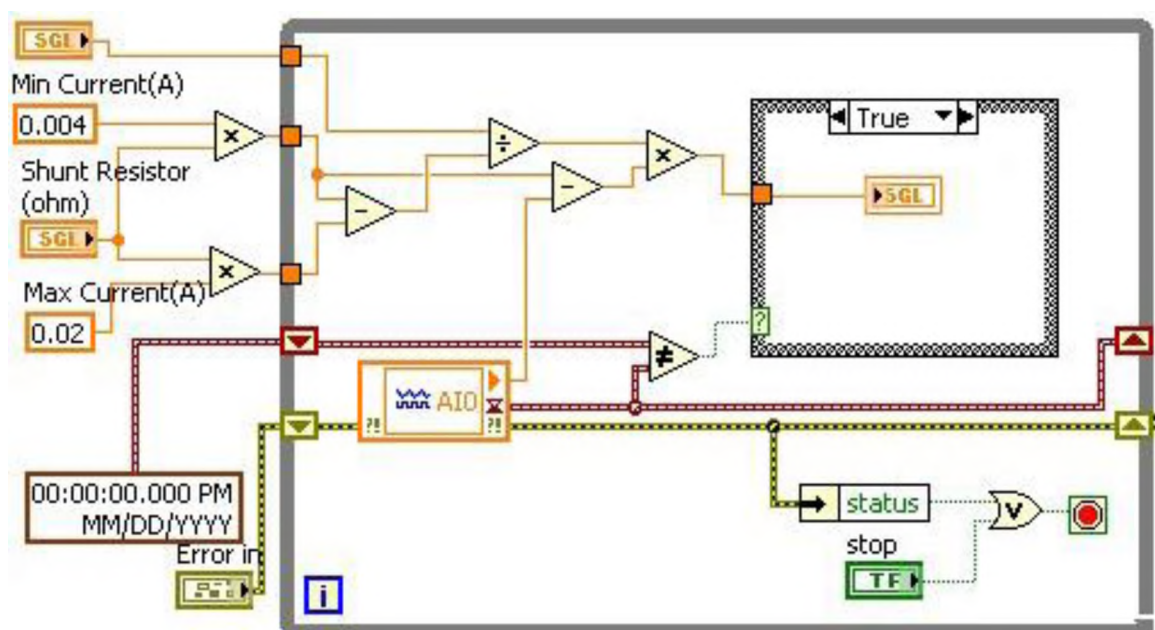 SGL
Min Current(A)
0.004
Shunt Resistor
(ohm)
SGL
Max Current(A)
0.02
True
SGL
AIO
?!
?!
?
00:00:00.000 PM
MM/DD/YYYY
Error in
status
V
stop
TF
i